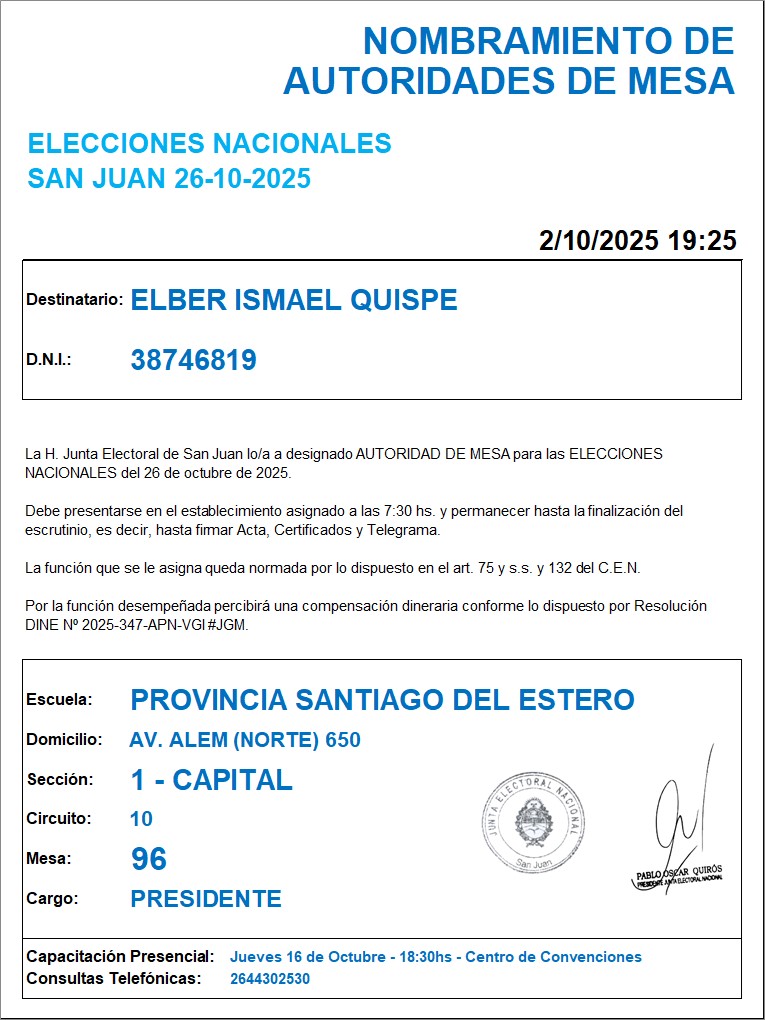 NOMBRAMIENTO DE
AUTORIDADES DE MESA
ELECCIONES NACIONALES
SAN JUAN 26-10-2025
2/10/2025 19:25
Destinatario: ELBER ISMAEL QUISPE
D.N.I.: 38746819
La H. Junta Electoral de San Juan lo/a a designado AUTORIDAD DE MESA para las ELECCIONES
NACIONALES del 26 de octubre de 2025.
Debe presentarse en el establecimiento asignado a las 7:30 hs. y permanecer hasta la finalización del
escrutinio, es decir, hasta firmar Acta, Certificados y Telegrama.
La función que se le asigna queda normada por lo dispuesto en el art. 75 y s.s. y 132 del C.E.N.
Por la función desempeñada percibirá una compensación dineraria conforme lo dispuesto por Resolución
DINE Nº 2025-347-APN-VGI#JGM.
Escuela: PROVINCIA SANTIAGO DEL ESTERO
Domicilio: AV. ALEM (NORTE) 650
Sección: 1 - CAPITAL
Circuito: 10
Mesa: 96
Cargo: PRESIDENTE
JUNTA ELECTORAL NACIONAL
San Juan
PABLO OSCAR QUIRÓS
PRESIDENTE JUNTA ELECTORAL NACIONAL
Capacitación Presencial: Jueves 16 de Octubre - 18:30hs - Centro de Convenciones
Consultas Telefónicas: 2644302530